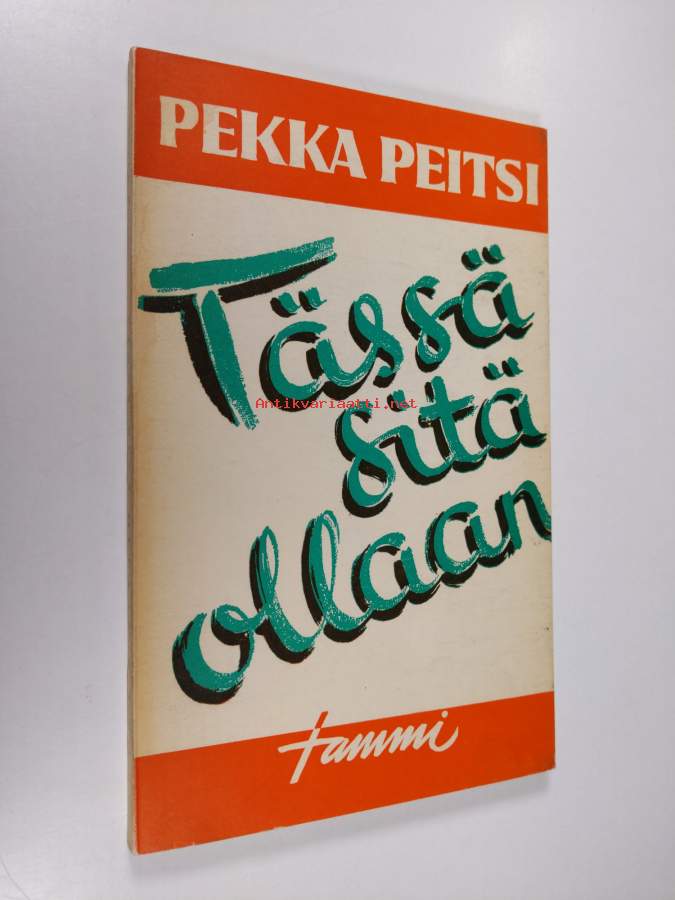 PEKKA PEITSI
Tässä
sitä
Antikvariaatti.net
ollaan
tammi